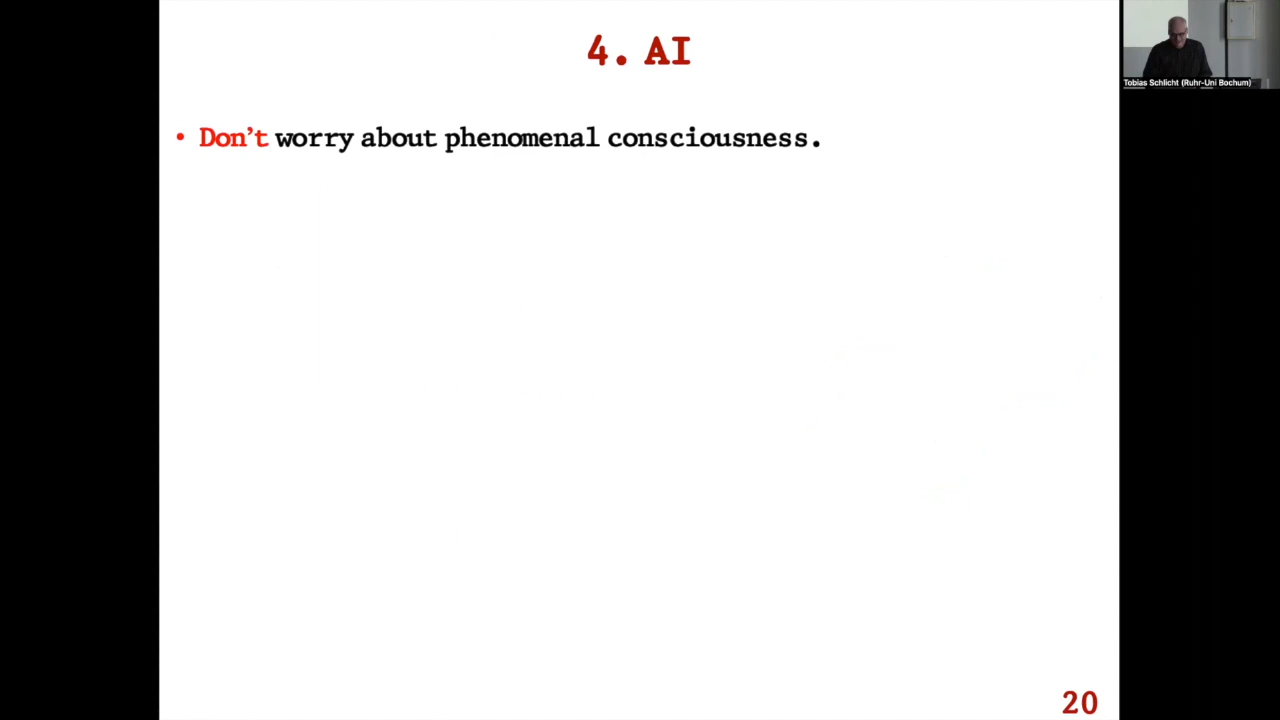 4. AI
• Don't worry about phenomenal consciousness.
Tobias Schlicht (Ruhr-Uni Bochum)
20